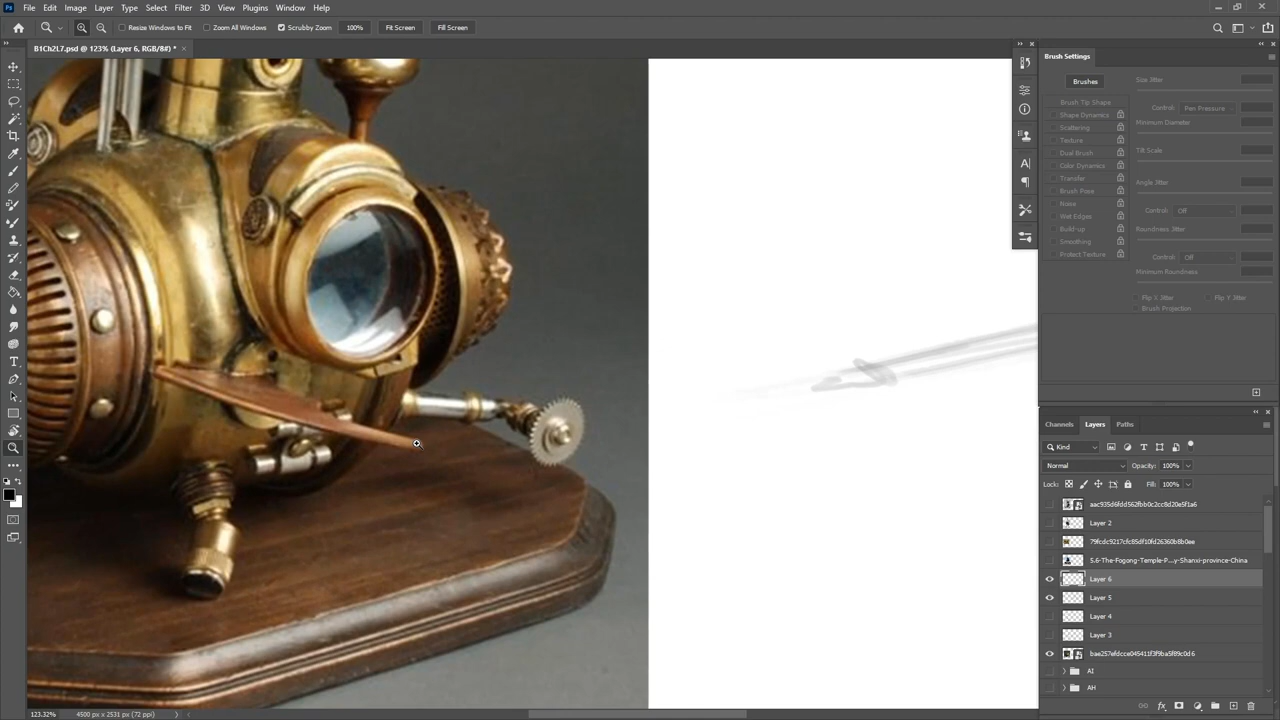 File Edit Image Layer Type Select Filter 3D View Plugins Window Help
Resize Windows to Fit Zoom All Windows Scrubby Zoom 100% Fit Screen Fill Screen
B1Ch2L7.psd @ 123% (Layer 6, RGB/8#) *
Brush Settings
Brushes Size Jitter
Brush Tip Shape Control: Pen Pressure
Shape Dynamics Minimum Diameter
Scattering
Texture
Dual Brush Tilt Scale
Color Dynamics
Transfer Angle Jitter
Brush Pose
Noise Control: Off
Wet Edges
Build-up Roundness Jitter
Smoothing
Protect Texture Control: Off
Minimum Roundness
Flip X Jitter Flip Y Jitter
Brush Projection
Channels Layers Paths
Kind
Normal Opacity: 100%
Lock: Fill: 100%
aac935d6fdd562fbb0c2cc8d20e5f1a6
Layer 2
79fcdc9217cfc85df10fd26360b8b0ee
5.6-The-Fogong-Temple-P...y-Shanxi-province-China
Layer 6
Layer 5
Layer 4
Layer 3
bae257efdcce045411f3f9ba5f89c0d6
AI
AH
123.32% 4500 px x 2531 px (72 ppi)